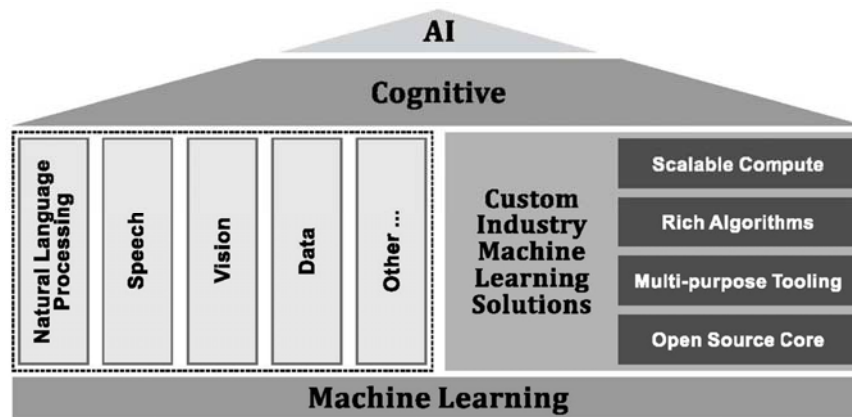 AI
Cognitive
Natural Language
Processing
Speech
Vision
Data
Other ...
Custom
Industry
Machine
Learning
Solutions
Scalable Compute
Rich Algorithms
Multi-purpose Tooling
Open Source Core
Machine Learning